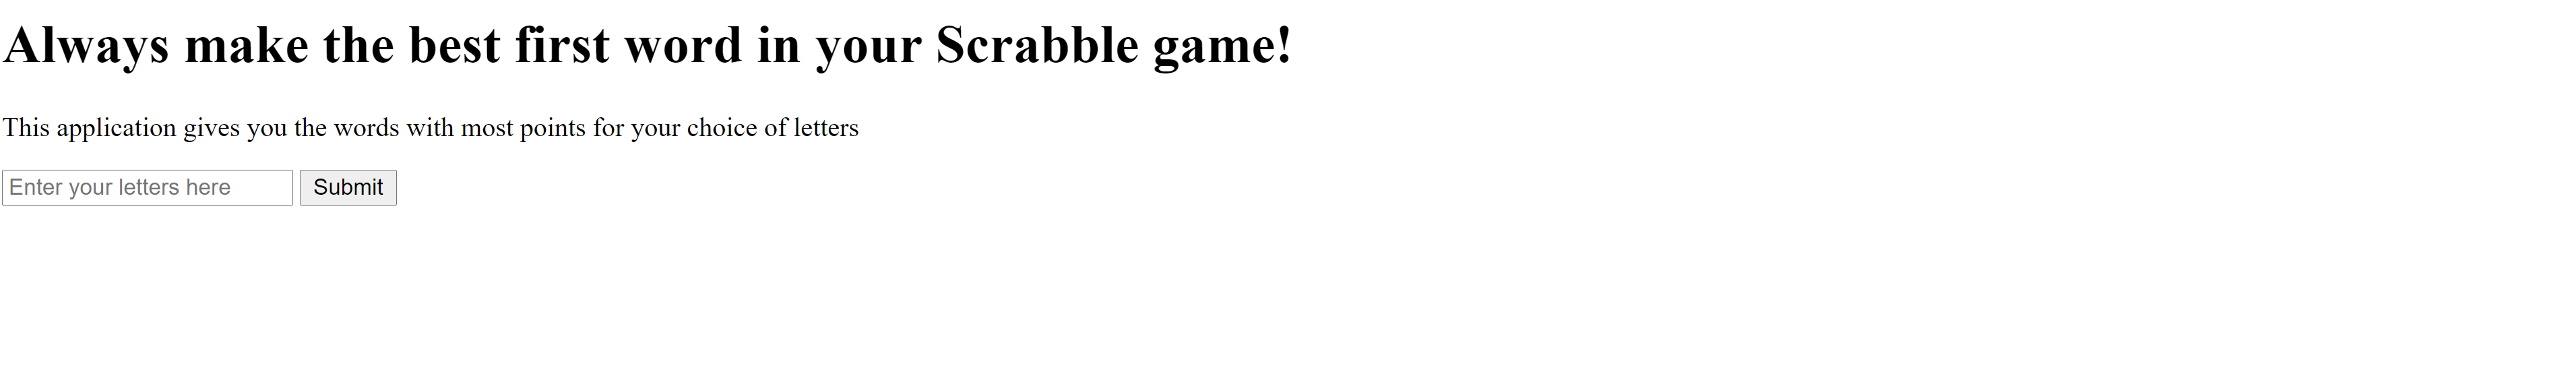 Always make the best first word in your Scrabble game!
This application gives you the words with most points for your choice of letters
Enter your letters here Submit